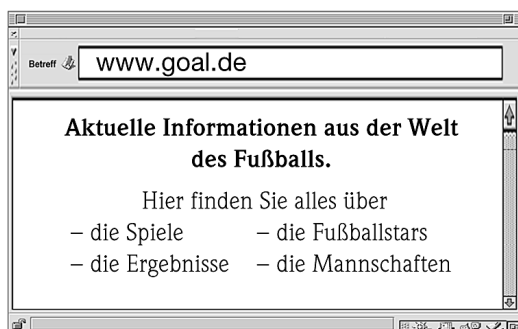 Betreff www.goal.de
Aktuelle Informationen aus der Welt
des Fußballs.
Hier finden Sie alles über
– die Spiele – die Fußballstars
– die Ergebnisse – die Mannschaften